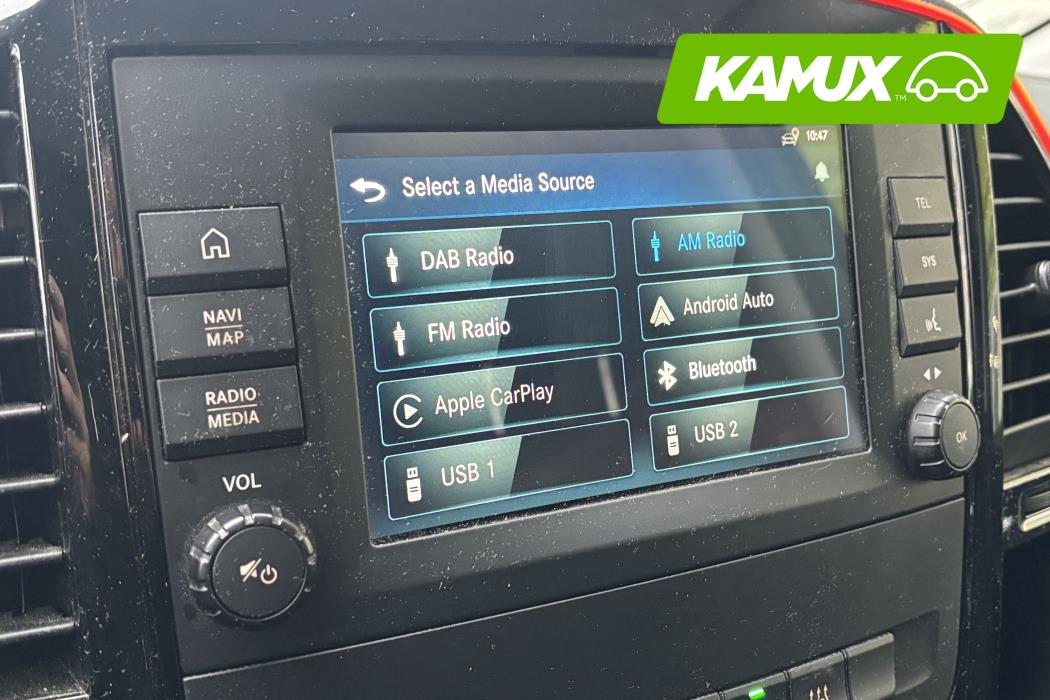 KAMUX
TM
10:47
Select a Media Source
DAB Radio
AM Radio
FM Radio
Android Auto
Apple CarPlay
Bluetooth
USB 1
USB 2
NAVI
MAP
RADIO
MEDIA
VOL
TEL
SYS
OK